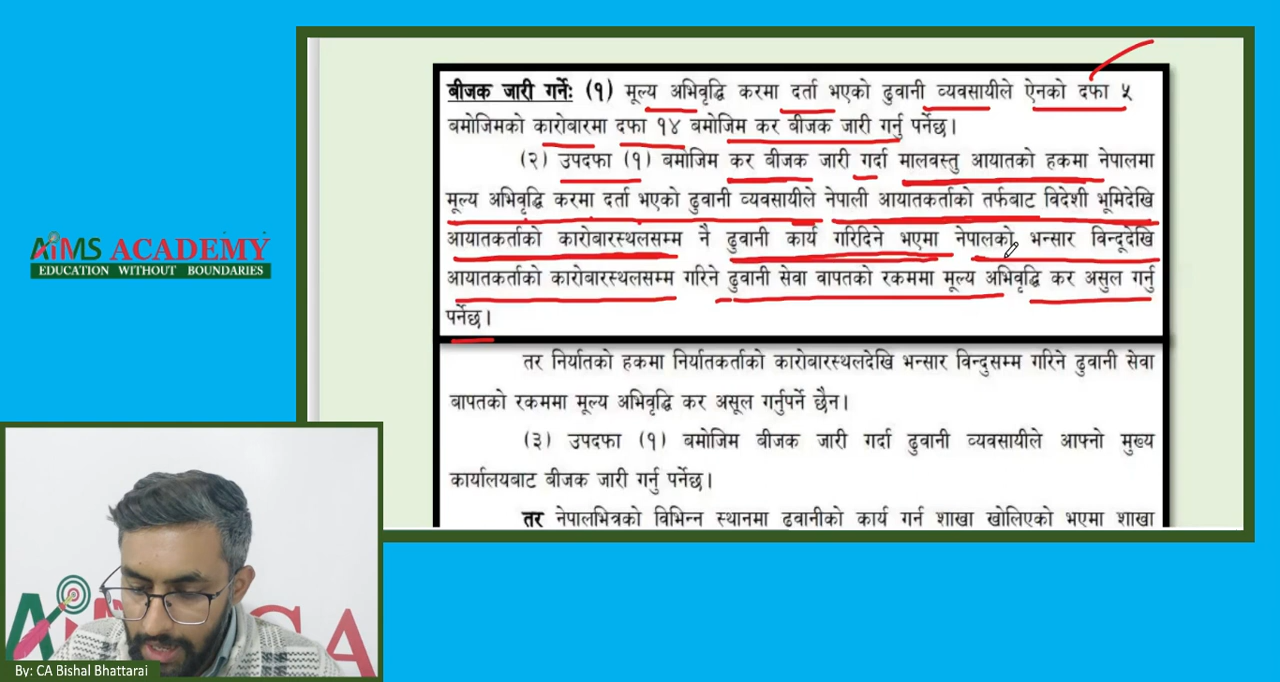 बीजक जारी गर्नेः (१) मूल्य अभिवृद्धि करमा दर्ता भएको ढुवानी व्यवसायीले ऐनको दफा ५
बमोजिमको कारोबारमा दफा १४ बमोजिम कर बीजक जारी गर्नु पर्नेछ।
(२) उपदफा (१) बमोजिम कर बीजक जारी गर्दा मालवस्तु आयातको हकमा नेपालमा
मूल्य अभिवृद्धि करमा दर्ता भएको ढुवानी व्यवसायीले नेपाली आयातकर्ताको तर्फबाट विदेशी भूमिदेखि
आयातकर्ताको कारोबारस्थलसम्म नै ढुवानी कार्य गरिदिने भएमा नेपालको भन्सार विन्दूदेखि
आयातकर्ताको कारोबारस्थलसम्म गरिने ढुवानी सेवा बापतको रकममा मूल्य अभिवृद्धि कर असुल गर्नु
पर्नेछ।
तर निर्यातको हकमा निर्यातकर्ताको कारोबारस्थलदेखि भन्सार विन्दुसम्म गरिने ढुवानी सेवा
बापतको रकममा मूल्य अभिवृद्धि कर असूल गर्नुपर्ने छैन।
(३) उपदफा (१) बमोजिम बीजक जारी गर्दा ढुवानी व्यवसायीले आफ्नो मुख्य
कार्यालयबाट बीजक जारी गर्नु पर्नेछ।
तर नेपालभित्रको विभिन्न स्थानमा ढुवानीको कार्य गर्न शाखा खोलिएको भएमा शाखा
AiMS ACADEMY
EDUCATION WITHOUT BOUNDARIES
CA
By: CA Bishal Bhattarai